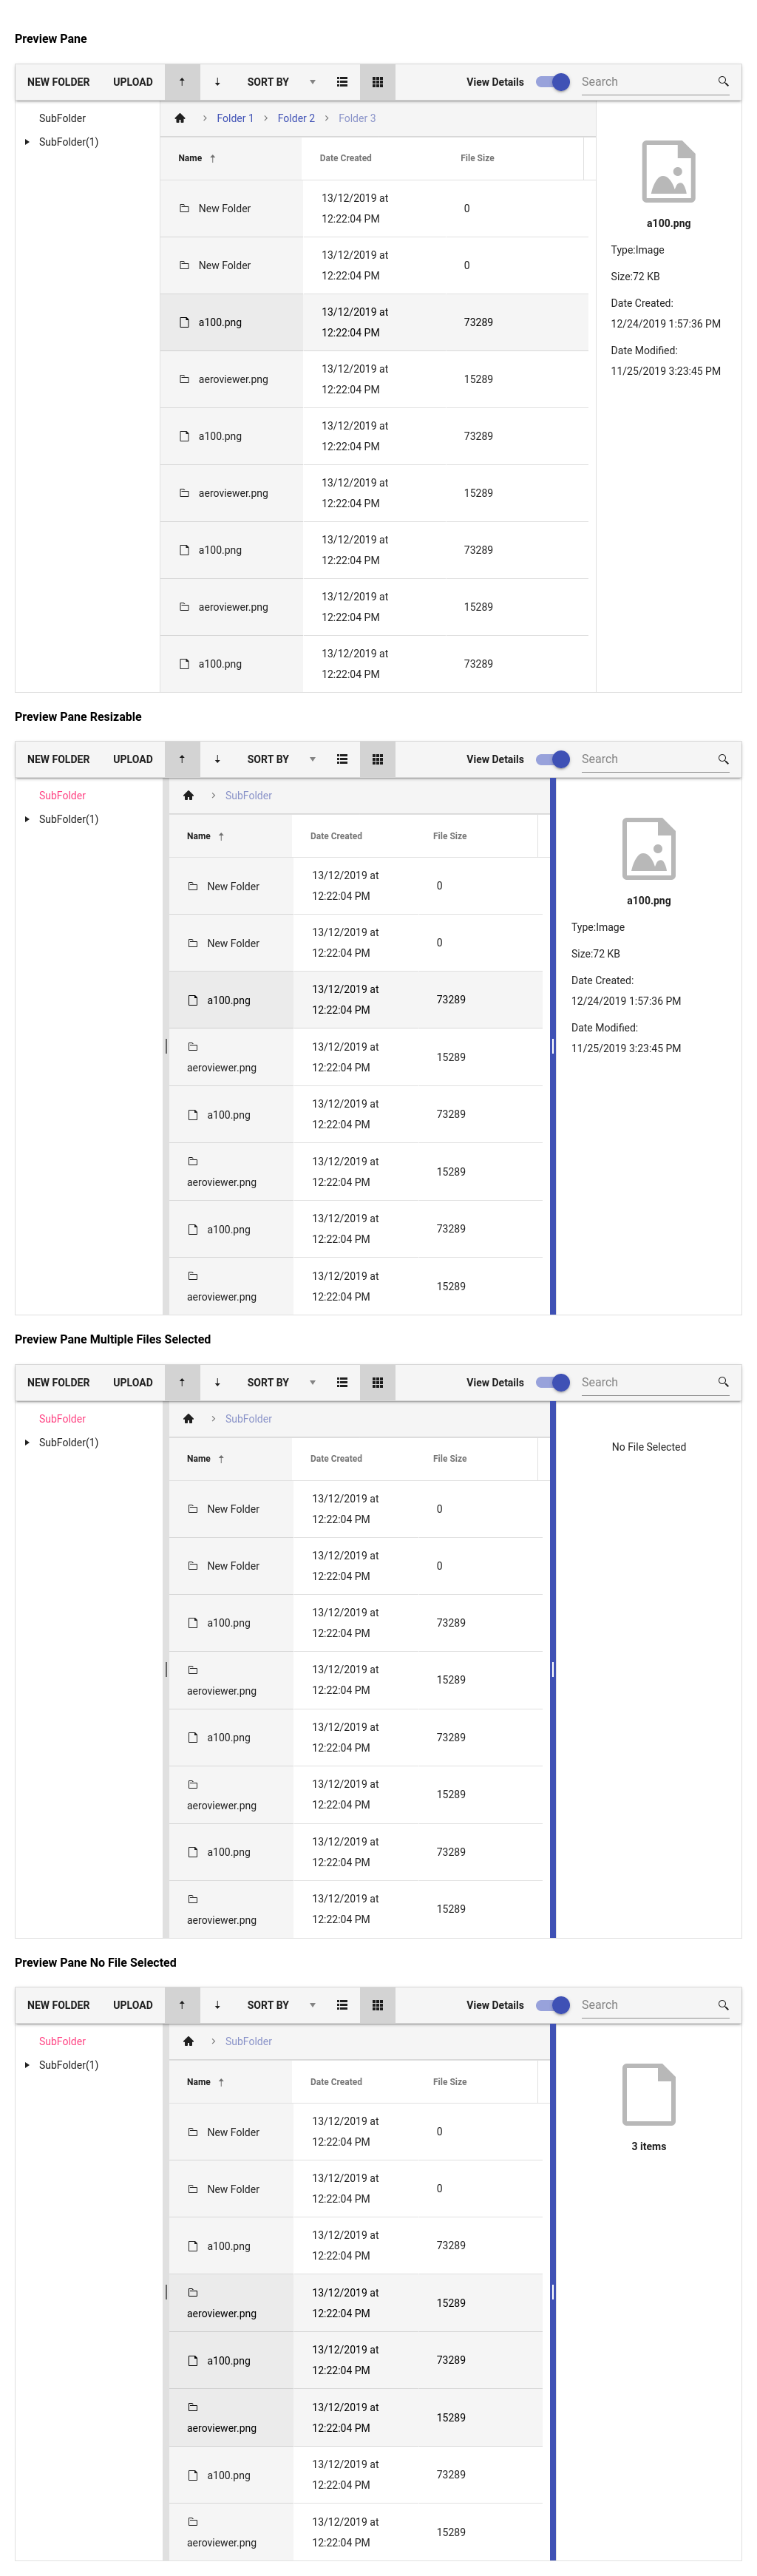 Preview Pane
NEW FOLDER UPLOAD SORT BY View Details Search
SubFolder
SubFolder(1)
Folder 1 Folder 2 Folder 3
Name Date Created File Size
New Folder 13/12/2019 at 12:22:04 PM 0
New Folder 13/12/2019 at 12:22:04 PM 0
a100.png 13/12/2019 at 12:22:04 PM 73289
aeroviewer.png 13/12/2019 at 12:22:04 PM 15289
a100.png 13/12/2019 at 12:22:04 PM 73289
aeroviewer.png 13/12/2019 at 12:22:04 PM 15289
a100.png 13/12/2019 at 12:22:04 PM 73289
aeroviewer.png 13/12/2019 at 12:22:04 PM 15289
a100.png 13/12/2019 at 12:22:04 PM 73289
a100.png
Type:Image
Size:72 KB
Date Created:
12/24/2019 1:57:36 PM
Date Modified:
11/25/2019 3:23:45 PM
Preview Pane Resizable
NEW FOLDER UPLOAD SORT BY View Details Search
SubFolder
SubFolder(1)
SubFolder
Name Date Created File Size
New Folder 13/12/2019 at 12:22:04 PM 0
New Folder 13/12/2019 at 12:22:04 PM 0
a100.png 13/12/2019 at 12:22:04 PM 73289
aeroviewer.png 13/12/2019 at 12:22:04 PM 15289
a100.png 13/12/2019 at 12:22:04 PM 73289
aeroviewer.png 13/12/2019 at 12:22:04 PM 15289
a100.png 13/12/2019 at 12:22:04 PM 73289
aeroviewer.png 13/12/2019 at 12:22:04 PM 15289
a100.png
Type:Image
Size:72 KB
Date Created:
12/24/2019 1:57:36 PM
Date Modified:
11/25/2019 3:23:45 PM
Preview Pane Multiple Files Selected
NEW FOLDER UPLOAD SORT BY View Details Search
SubFolder
SubFolder(1)
SubFolder
Name Date Created File Size
New Folder 13/12/2019 at 12:22:04 PM 0
New Folder 13/12/2019 at 12:22:04 PM 0
a100.png 13/12/2019 at 12:22:04 PM 73289
aeroviewer.png 13/12/2019 at 12:22:04 PM 15289
a100.png 13/12/2019 at 12:22:04 PM 73289
aeroviewer.png 13/12/2019 at 12:22:04 PM 15289
a100.png 13/12/2019 at 12:22:04 PM 73289
aeroviewer.png 13/12/2019 at 12:22:04 PM 15289
No File Selected
Preview Pane No File Selected
NEW FOLDER UPLOAD SORT BY View Details Search
SubFolder
SubFolder(1)
SubFolder
Name Date Created File Size
New Folder 13/12/2019 at 12:22:04 PM 0
New Folder 13/12/2019 at 12:22:04 PM 0
a100.png 13/12/2019 at 12:22:04 PM 73289
aeroviewer.png 13/12/2019 at 12:22:04 PM 15289
a100.png 13/12/2019 at 12:22:04 PM 73289
aeroviewer.png 13/12/2019 at 12:22:04 PM 15289
a100.png 13/12/2019 at 12:22:04 PM 73289
aeroviewer.png 13/12/2019 at 12:22:04 PM 15289
3 items